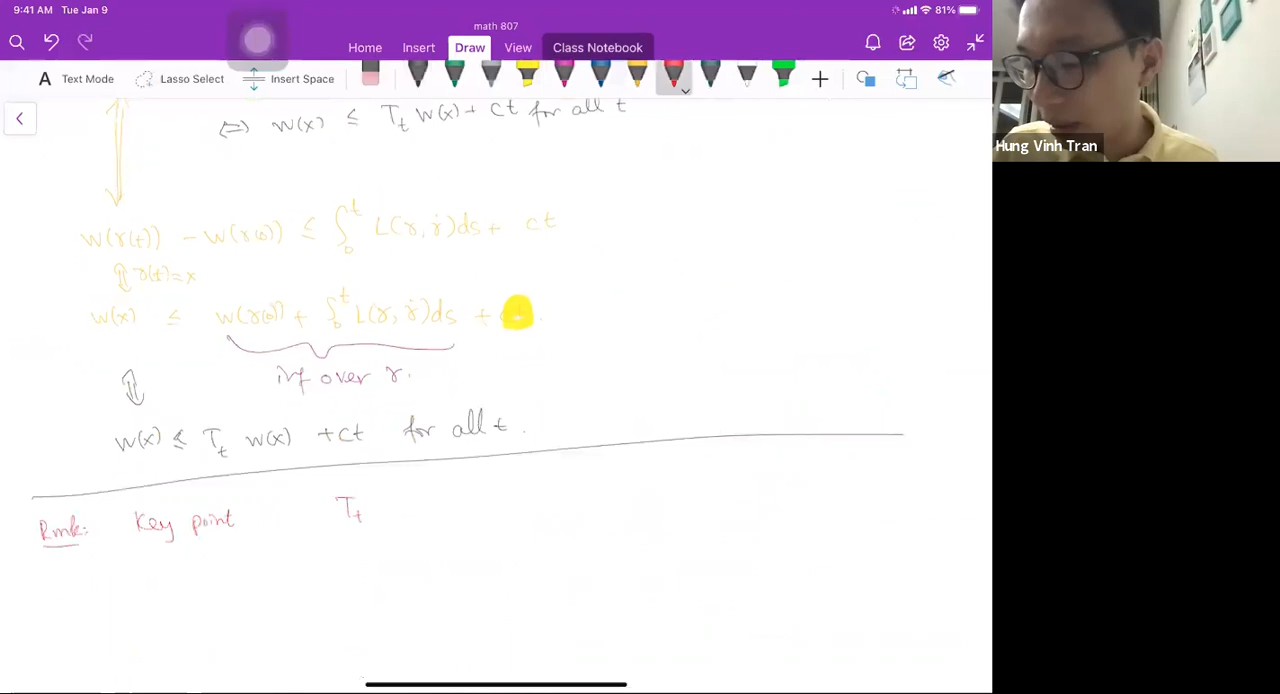 9:41 AM Tue Jan 9
81%
math 807
Home Insert Draw View Class Notebook
A Text Mode Lasso Select Insert Space
Hung Vinh Tran
⇔ w(x) ≤ T_t w(x) + ct for all t
w(γ(t)) - w(γ(0)) ≤ ∫_0^t L(γ, γ̇)ds + ct
⇕ γ(t)=x
w(x) ≤ w(γ(0)) + ∫_0^t L(γ, γ̇)ds + ct.
inf over γ.
⇕
w(x) ≤ T_t w(x) + ct for all t.
Rmk: Key point T_t